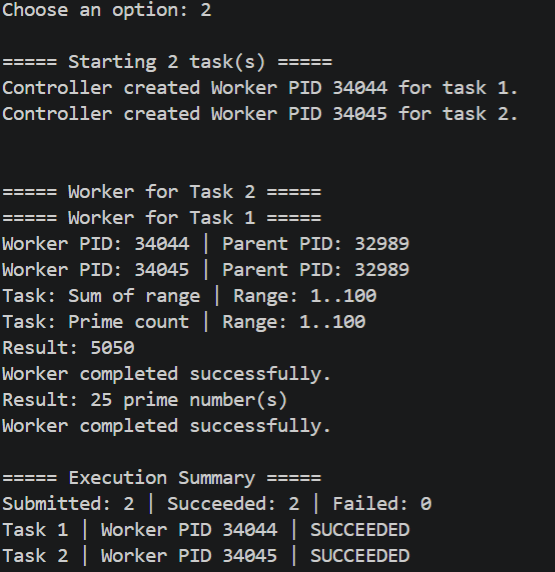 Choose an option: 2
===== Starting 2 task(s) =====
Controller created Worker PID 34044 for task 1.
Controller created Worker PID 34045 for task 2.
===== Worker for Task 2 =====
===== Worker for Task 1 =====
Worker PID: 34044 | Parent PID: 32989
Worker PID: 34045 | Parent PID: 32989
Task: Sum of range | Range: 1..100
Task: Prime count | Range: 1..100
Result: 5050
Worker completed successfully.
Result: 25 prime number(s)
Worker completed successfully.
===== Execution Summary =====
Submitted: 2 | Succeeded: 2 | Failed: 0
Task 1 | Worker PID 34044 | SUCCEEDED
Task 2 | Worker PID 34045 | SUCCEEDED